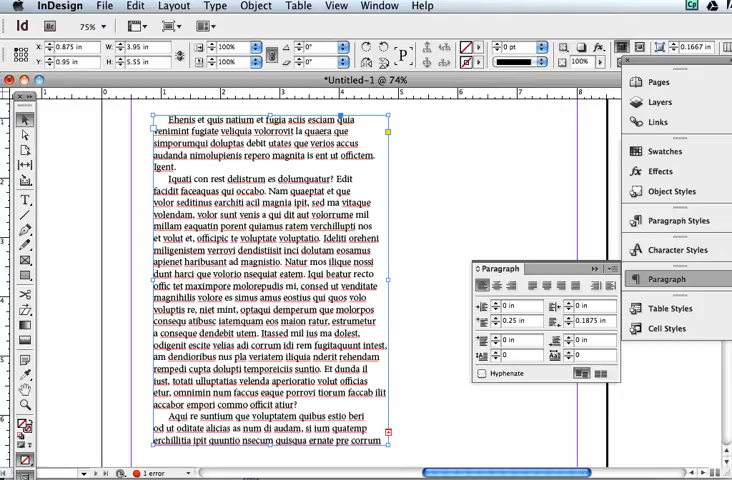 InDesign File Edit Layout Type Object Table View Window Help
Id Br 75%
X: 0.875 in W: 3.95 in 100% 0° P 0 pt 0.1667 in
Y: 0.95 in H: 5.55 in 100% 0° 100%
*Untitled-1 @ 74%
0 1 2 3 4 5 6 7 8
Ehenis et quis natium et fugia aciis esciam quia
venimint fugiate veliquia volorrovit la quaera que
simporumqui doluptas debit utates que verios accus
audanda nimolupienis repero magnita is ent ut offictem.
Igent.
Iquati con rest delistrum es dolumquatur? Edit
facidit faceaquas qui occabo. Nam quaeptat et que
volor seditinus earchiti acil magnia ipit, sed ma vitaque
volendam, volor sunt venis a qui dit aut volorrume mil
millam eaquatin porent quiamus ratem verchillupti nos
et volut et, officipic te voluptate voluptatio. Ideliti oreheni
miligenistem verrovi dendistiisit inci dolutam eosamus
apienet haribusant ad magnistio. Natur mos ilique nossi
dunt harci que volorio nsequiat eatem. Iqui beatur recto
offic tet maximpore molorepudis mi, consed ut venditate
magnihilis volore es simus amus eostius qui quos volo
voluptis re, niet mint, optaqui demperum que molorpos
consequ atibusc iatemquam eos maion ratur, estrumetur
a conseque dendebit utem. Itassed mil ius ma dolest,
odigenit escite velias adi corrum idi rem fugitaqunt intust,
am dendioribus nus pla veriatem iliquia nderit rehendam
rempedi cupta dolupti temporeiciis suntio. Et dunda il
iust, totati ulluptatias velenda aperioratio volut officias
etur, omnimin num faccus eaque porrovi tiorum faccab ilit
accabor empori commo officit atiur?
Aqui re suntium que voluptatem quibus estio beri
od ut oditate alicias as num di audam, si ium quatemp
erchillitia ipit quuntio nsecum quisqua ernate pre corrum
Pages
Layers
Links
Swatches
Effects
Object Styles
Paragraph Styles
Character Styles
Paragraph
Table Styles
Cell Styles
Paragraph
0 in 0 in
0.25 in 0.1875 in
0 in 0 in
0 0
Hyphenate
1 error